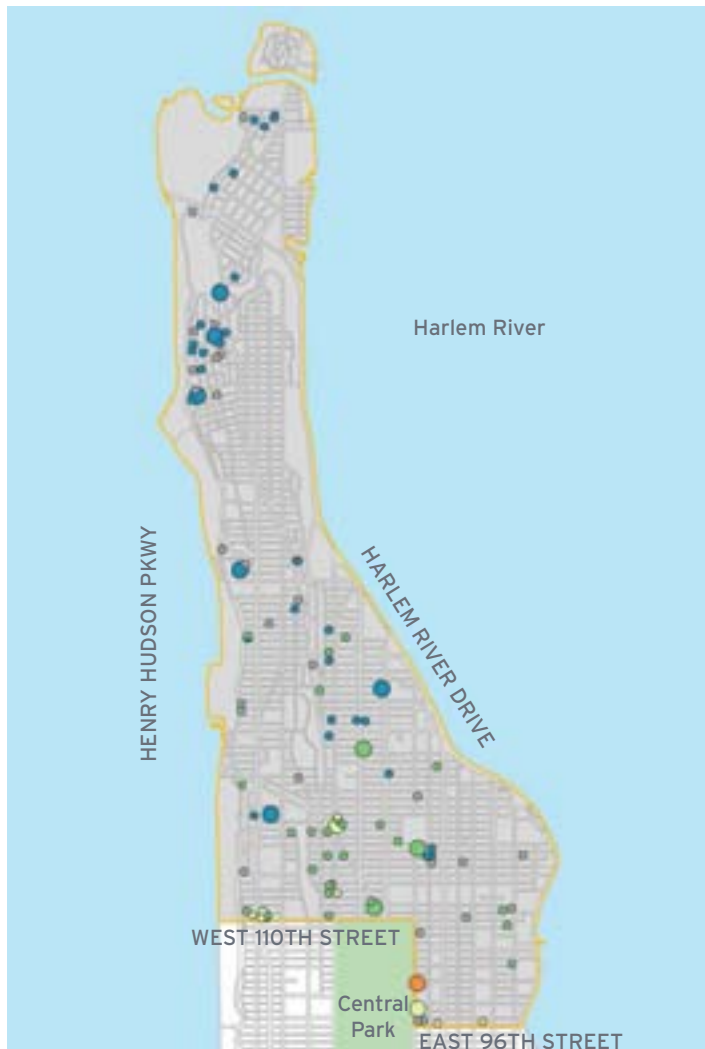 Harlem River
HENRY HUDSON PKWY
HARLEM RIVER DRIVE
WEST 110TH STREET
Central
Park
EAST 96TH STREET